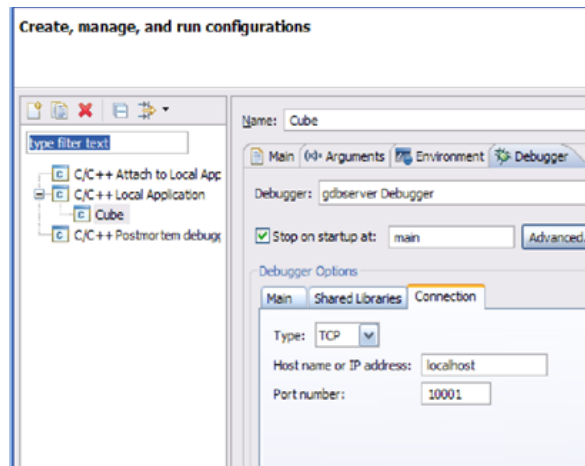 Create, manage, and run configurations
type filter text
C/C++ Attach to Local App
C/C++ Local Application
Cube
C/C++ Postmortem debugg
Name: Cube
Main Arguments Environment Debugger
Debugger: gdbserver Debugger
Stop on startup at: main Advanced.
Debugger Options
Main Shared Libraries Connection
Type: TCP
Host name or IP address: localhost
Port number: 10001